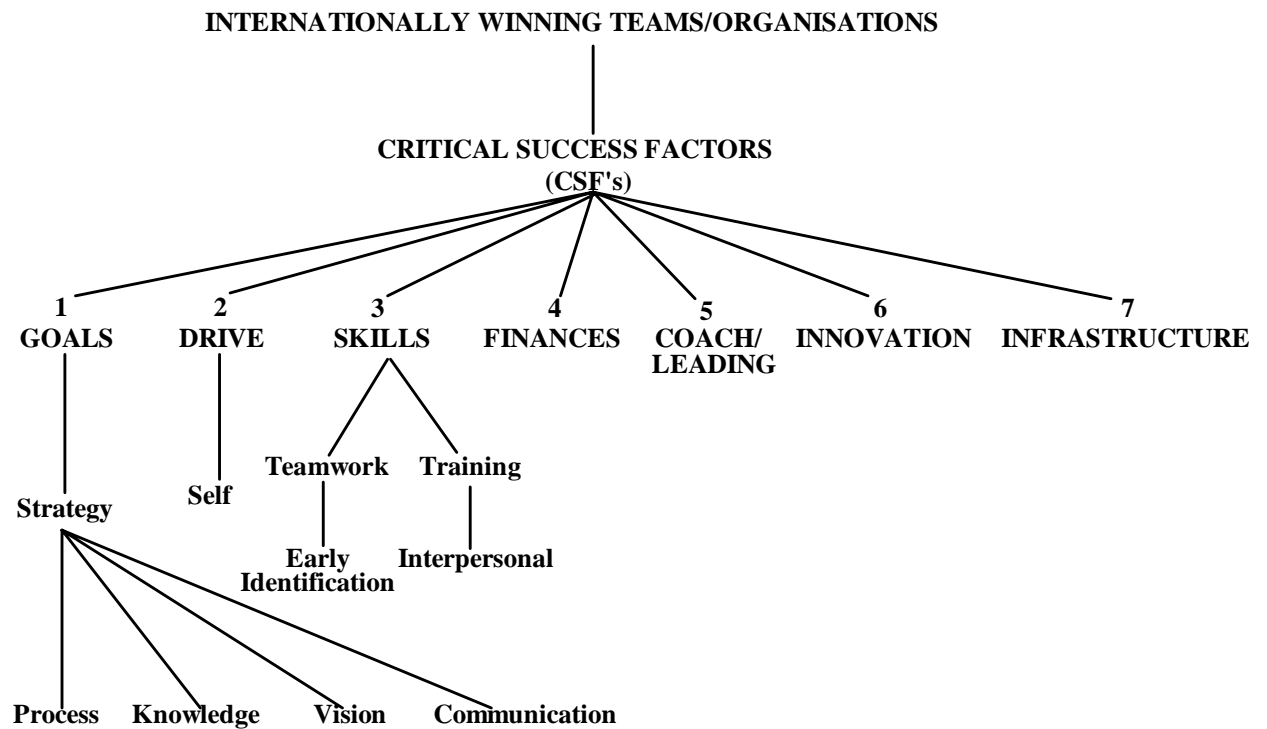 INTERNATIONALLY WINNING TEAMS/ORGANISATIONS
CRITICAL SUCCESS FACTORS
(CSF's)
1
GOALS
2
DRIVE
3
SKILLS
4
FINANCES
5
COACH/
LEADING
6
INNOVATION
7
INFRASTRUCTURE
Strategy
Self
Teamwork
Training
Early
Identification
Interpersonal
Process
Knowledge
Vision
Communication